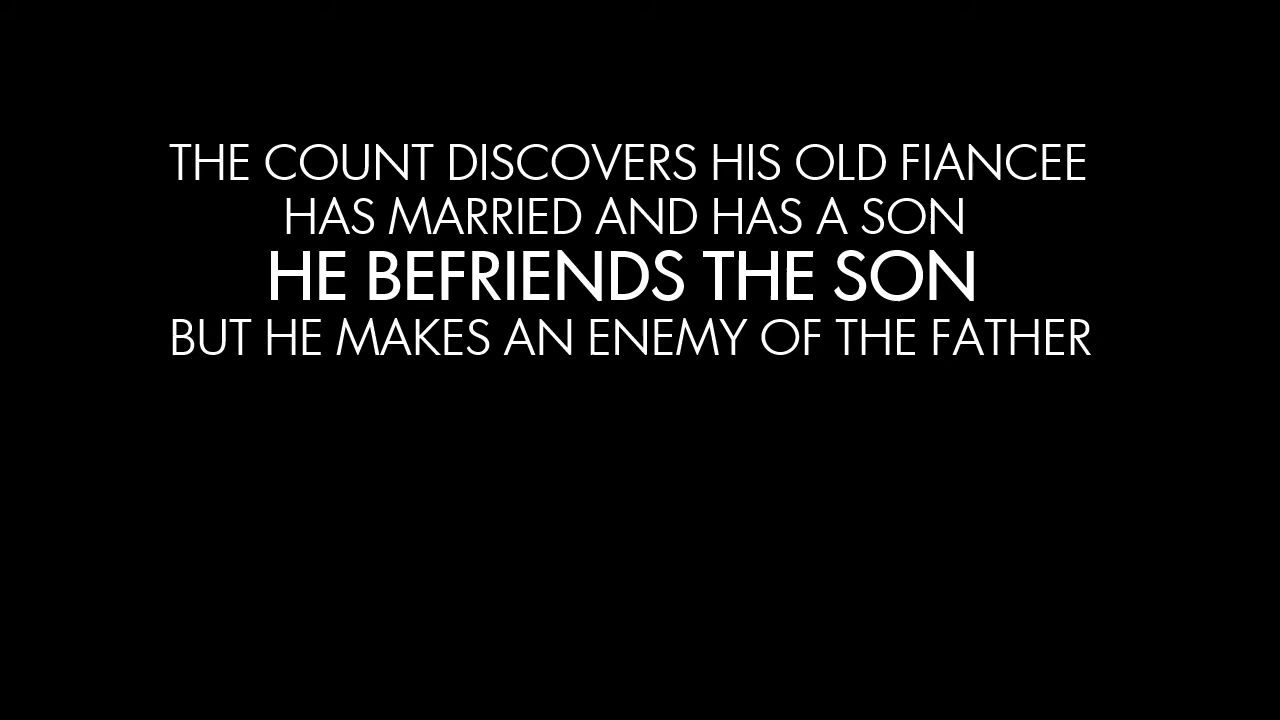 THE COUNT DISCOVERS HIS OLD FIANCEE
HAS MARRIED AND HAS A SON
HE BEFRIENDS THE SON
BUT HE MAKES AN ENEMY OF THE FATHER